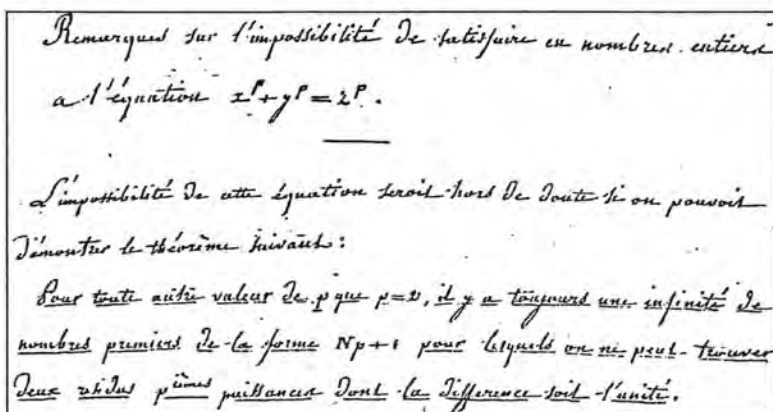 Remarques sur l'impossibilité de satisfaire en nombres entiers
a l'équation x^p + y^p = z^p.
L'impossibilité de cette équation seroit hors de doute si on pouvoit
démontrer le théorème suivant:
Pour toute autre valeur de p que p=2, il y a toujours une infinité de
nombres premiers de la forme Np+1 pour lesquels on ne peut trouver
deux résidus p^ièmes puissances dont la difference soit l'unité.